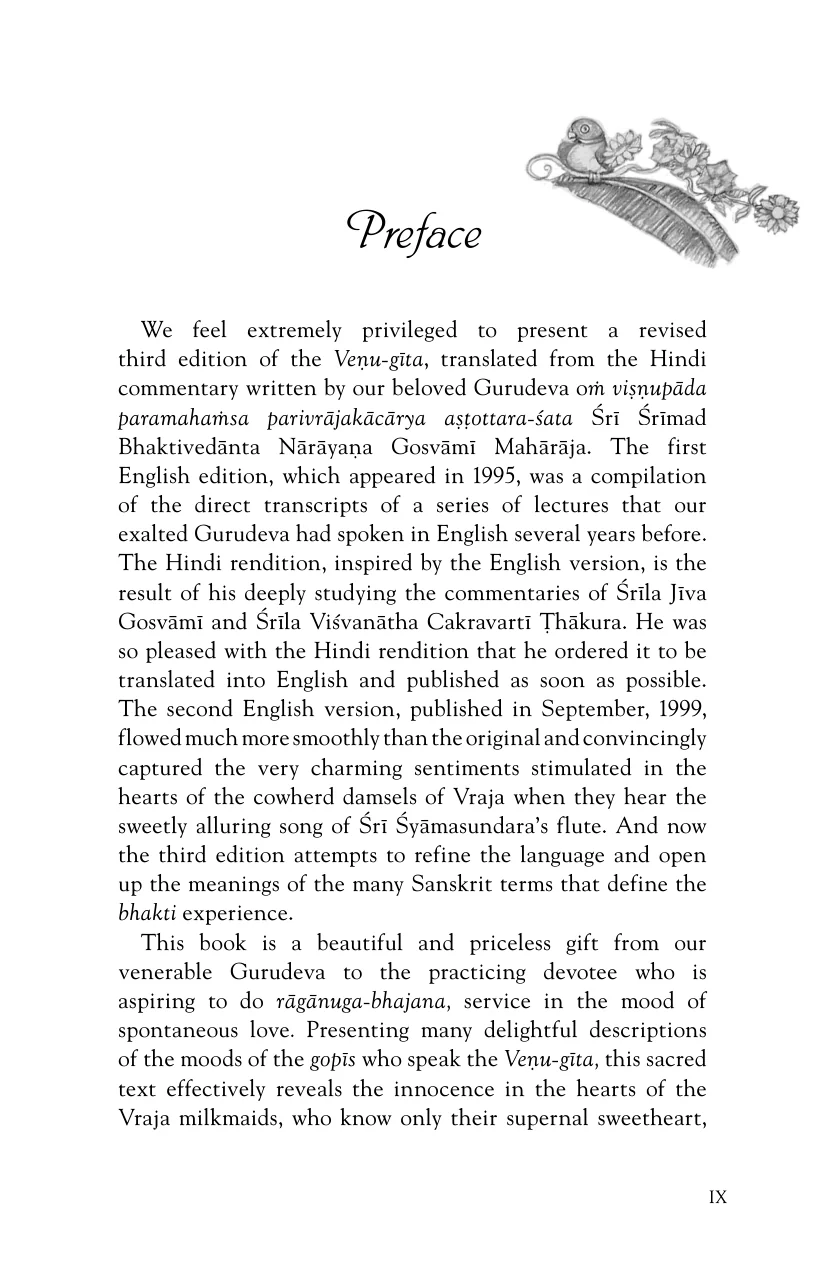 Preface
We feel extremely privileged to present a revised
third edition of the Veṇu-gīta, translated from the Hindi
commentary written by our beloved Gurudeva oṁ viṣṇupāda
paramahaṁsa parivrājakācārya aṣṭottara-śata Śrī Śrīmad
Bhaktivedānta Nārāyaṇa Gosvāmī Mahārāja. The first
English edition, which appeared in 1995, was a compilation
of the direct transcripts of a series of lectures that our
exalted Gurudeva had spoken in English several years before.
The Hindi rendition, inspired by the English version, is the
result of his deeply studying the commentaries of Śrīla Jīva
Gosvāmī and Śrīla Viśvanātha Cakravartī Ṭhākura. He was
so pleased with the Hindi rendition that he ordered it to be
translated into English and published as soon as possible.
The second English version, published in September, 1999,
flowed much more smoothly than the original and convincingly
captured the very charming sentiments stimulated in the
hearts of the cowherd damsels of Vraja when they hear the
sweetly alluring song of Śrī Śyāmasundara's flute. And now
the third edition attempts to refine the language and open
up the meanings of the many Sanskrit terms that define the
bhakti experience.
This book is a beautiful and priceless gift from our
venerable Gurudeva to the practicing devotee who is
aspiring to do rāgānuga-bhajana, service in the mood of
spontaneous love. Presenting many delightful descriptions
of the moods of the gopīs who speak the Veṇu-gīta, this sacred
text effectively reveals the innocence in the hearts of the
Vraja milkmaids, who know only their supernal sweetheart,
IX